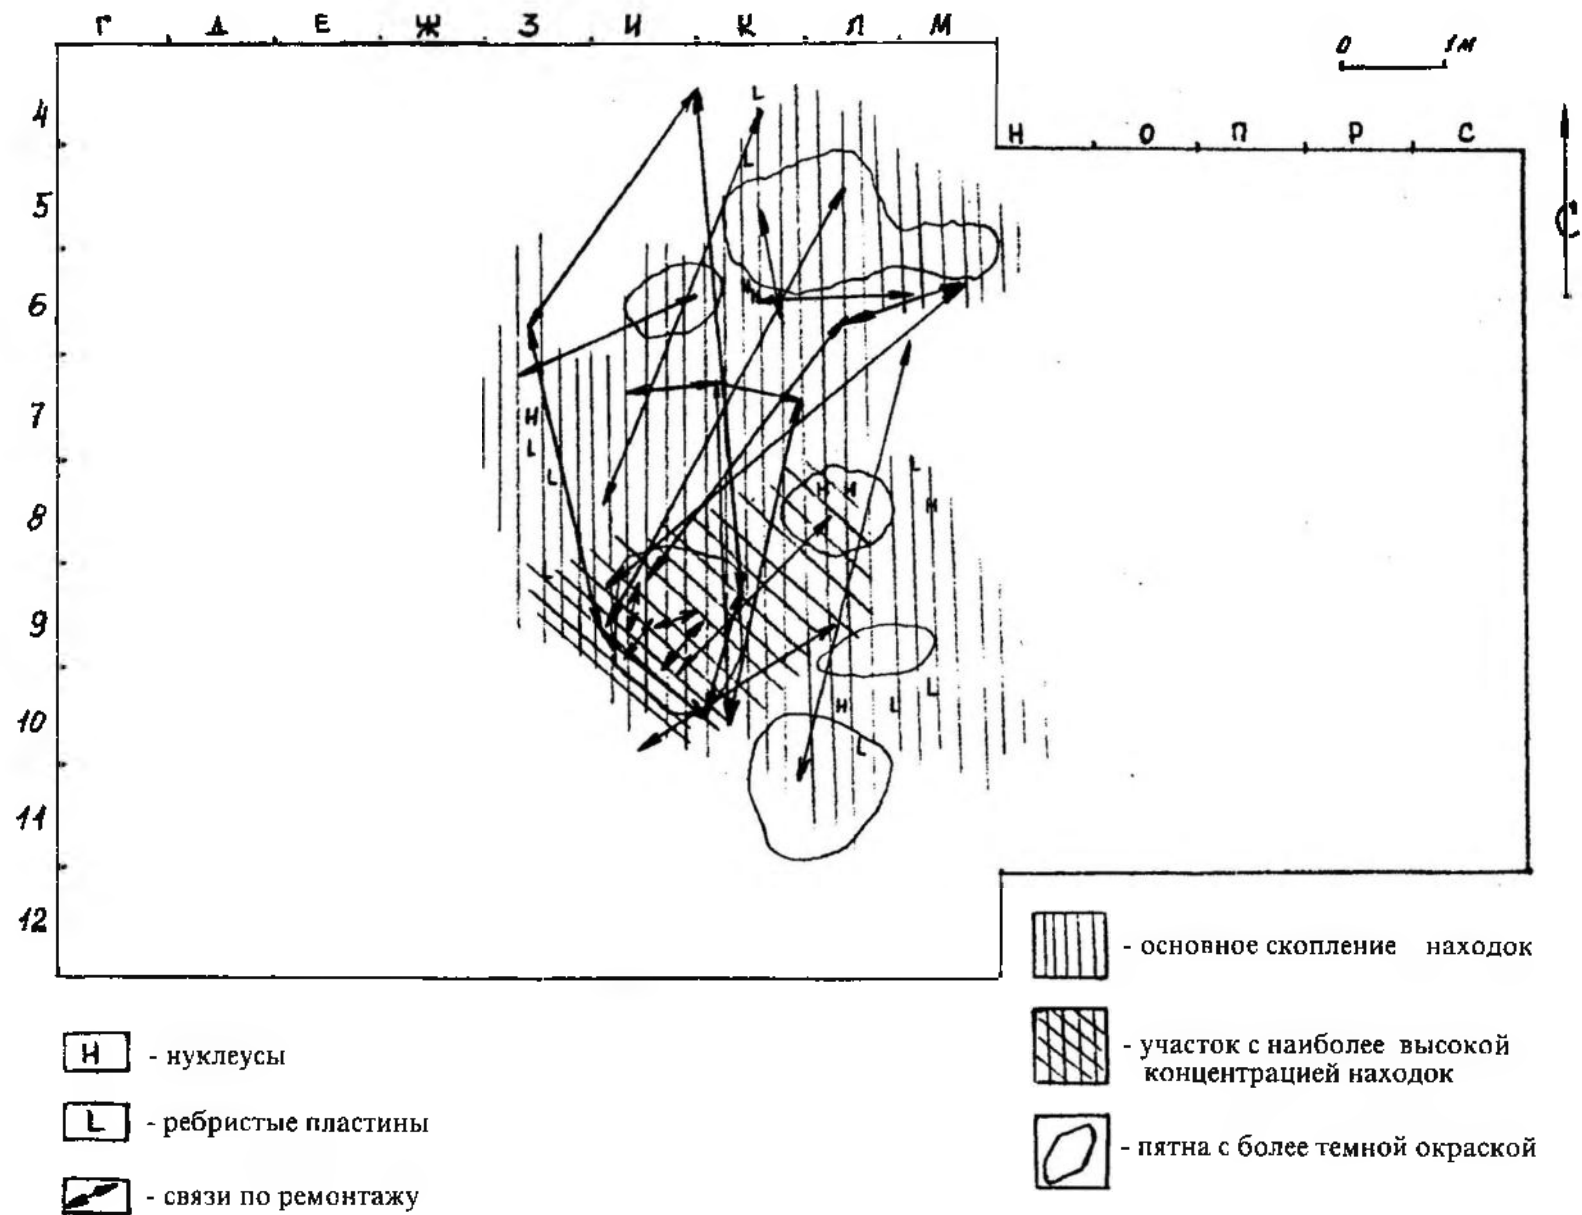 Г Д Е Ж З И К Л М
0 1м
Н О П Р С
4
5
6
7
8
9
10
11
12
С
L
L
Н
L
L
Н Н
L
Н
L
L
Н
L
- основное скопление находок
- участок с наиболее высокой
концентрацией находок
- пятна с более темной окраской
Н - нуклеусы
L - ребристые пластины
- связи по ремонтажу